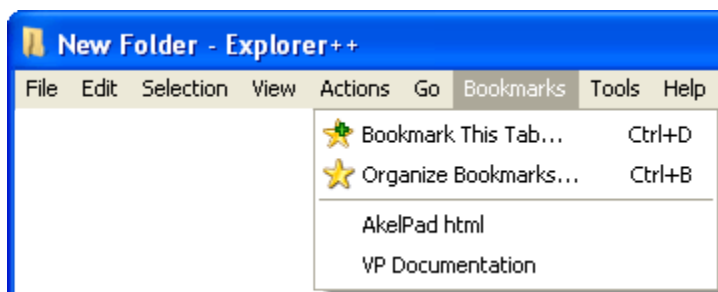 New Folder - Explorer++
File Edit Selection View Actions Go Bookmarks Tools Help
Bookmark This Tab... Ctrl+D
Organize Bookmarks... Ctrl+B
AkelPad html
VP Documentation